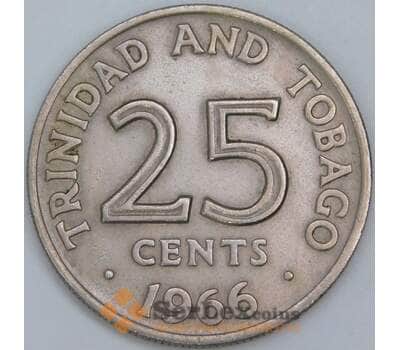 · TRINIDAD AND TOBAGO ·
25
CENTS
1966